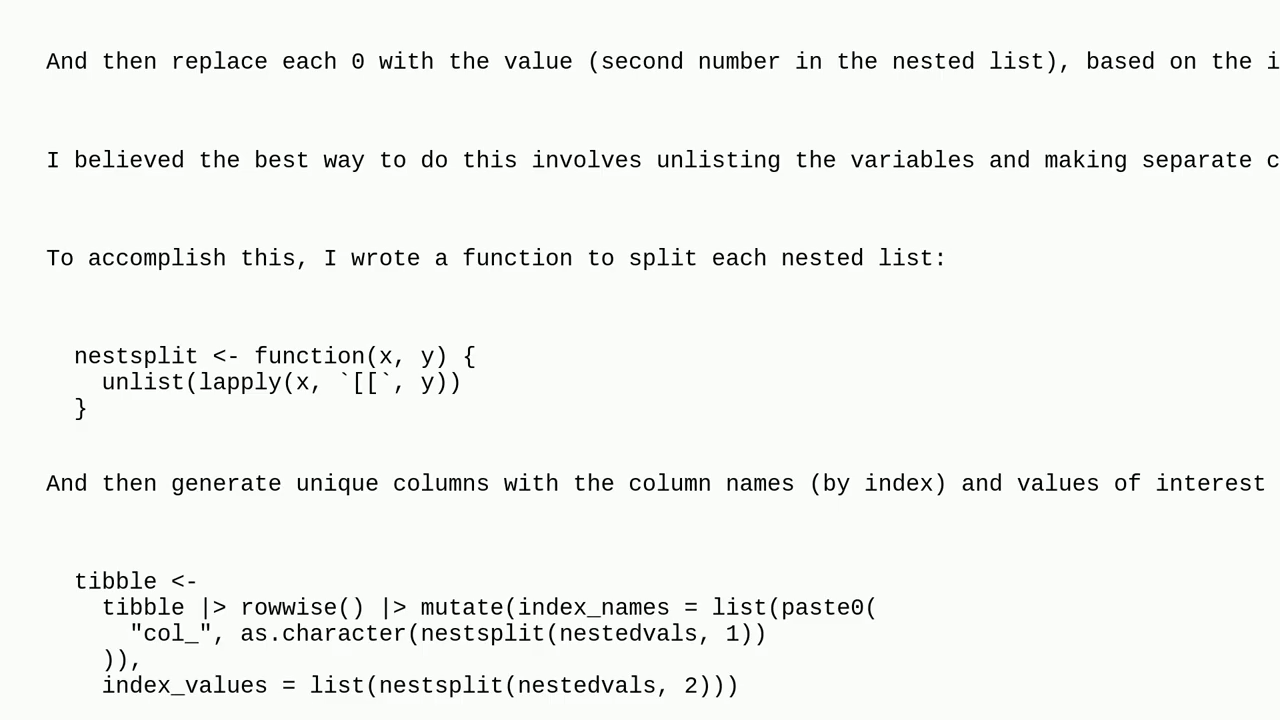 And then replace each 0 with the value (second number in the nested list), based on the
I believed the best way to do this involves unlisting the variables and making separate
To accomplish this, I wrote a function to split each nested list:
nestsplit <- function(x, y) {
unlist(lapply(x, `[[`, y))
}
And then generate unique columns with the column names (by index) and values of interest
tibble <-
tibble |> rowwise() |> mutate(index_names = list(paste0(
"col_", as.character(nestsplit(nestedvals, 1))
)),
index_values = list(nestsplit(nestedvals, 2)))